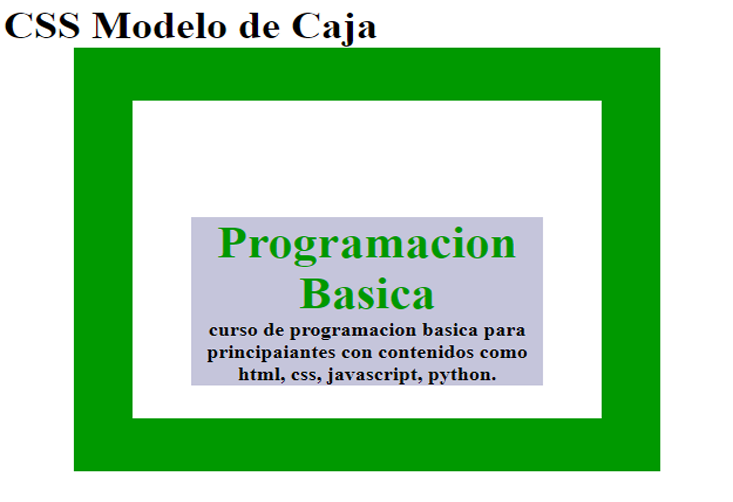 CSS Modelo de Caja
Programacion
Basica
curso de programacion basica para
principaiantes con contenidos como
html, css, javascript, python.